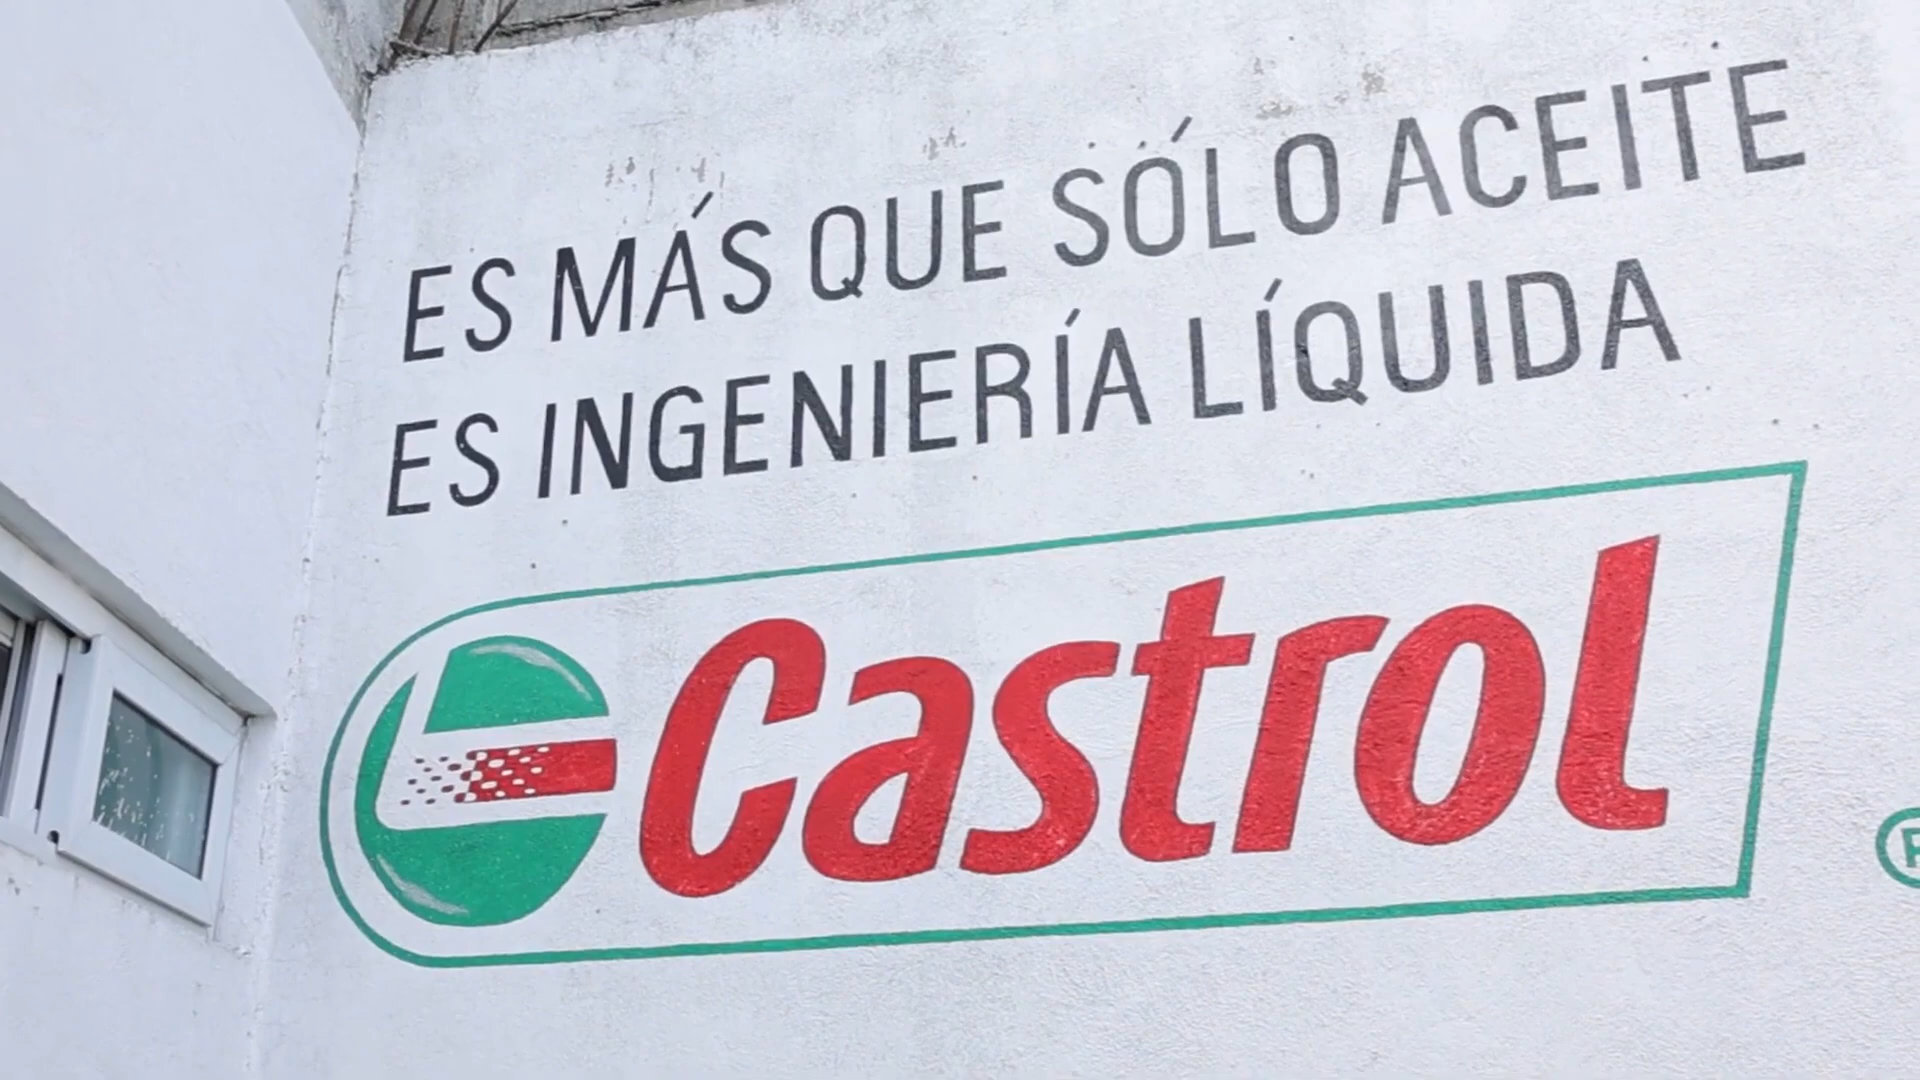 ES MÁS QUE SÓLO ACEITE
ES INGENIERÍA LÍQUIDA
Castrol
®